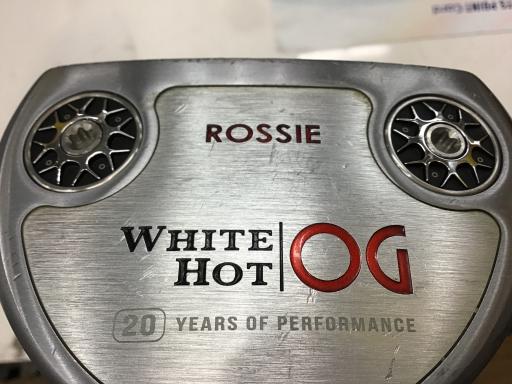 ROSSIE
WHITE HOT OG
20 YEARS OF PERFORMANCE